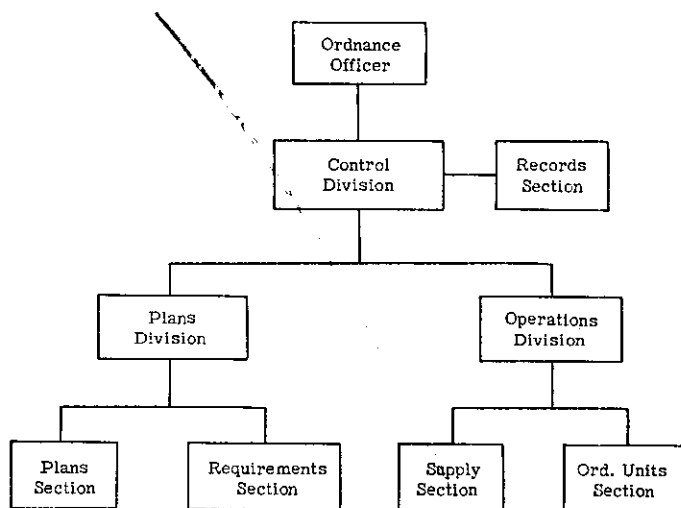 Ordnance
Officer
Control
Division
Records
Section
Plans
Division
Operations
Division
Plans
Section
Requirements
Section
Supply
Section
Ord. Units
Section